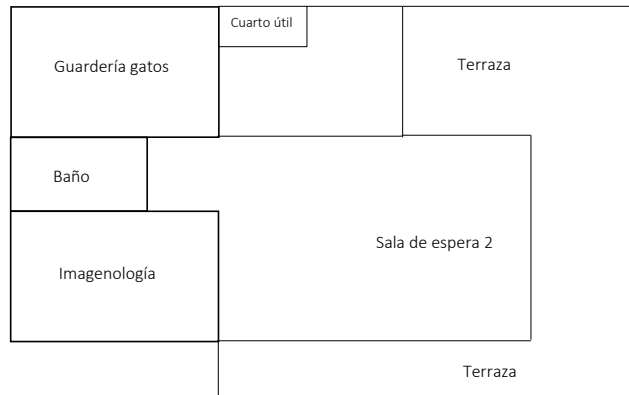 Cuarto útil
Guardería gatos
Terraza
Baño
Sala de espera 2
Imagenología
Terraza